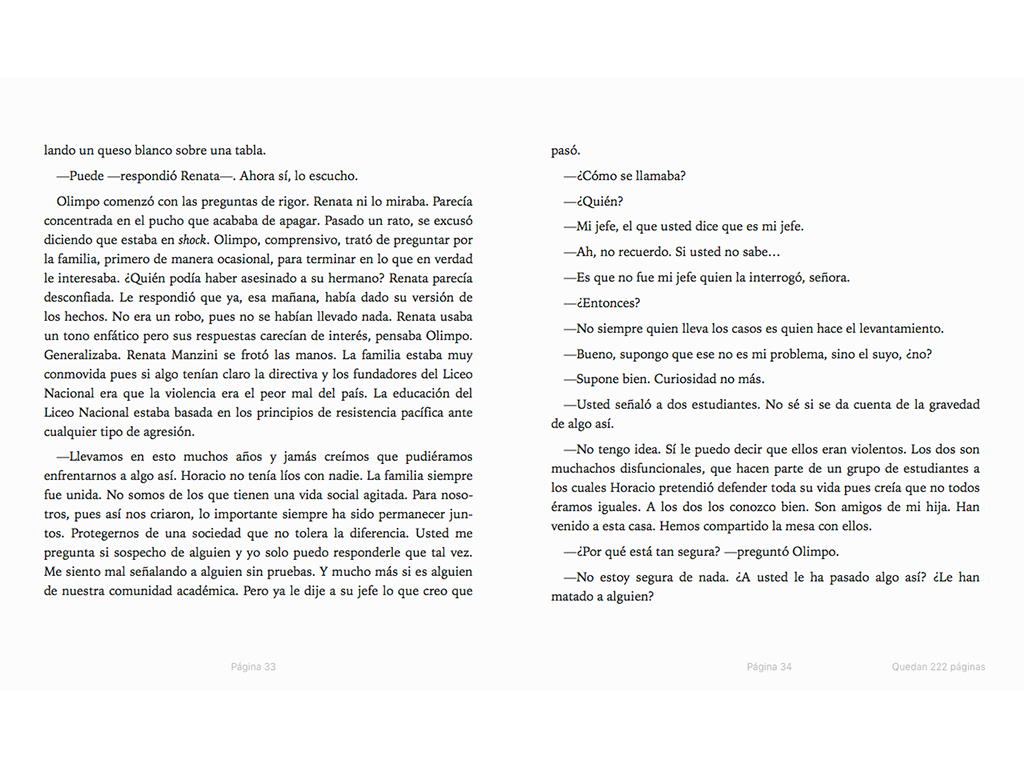 lando un queso blanco sobre una tabla.
—Puede —respondió Renata—. Ahora sí, lo escucho.
Olimpo comenzó con las preguntas de rigor. Renata ni lo miraba. Parecía
concentrada en el pucho que acababa de apagar. Pasado un rato, se excusó
diciendo que estaba en shock. Olimpo, comprensivo, trató de preguntar por
la familia, primero de manera ocasional, para terminar en lo que en verdad
le interesaba. ¿Quién podía haber asesinado a su hermano? Renata parecía
desconfiada. Le respondió que ya, esa mañana, había dado su versión de
los hechos. No era un robo, pues no se habían llevado nada. Renata usaba
un tono enfático pero sus respuestas carecían de interés, pensaba Olimpo.
Generalizaba. Renata Manzini se frotó las manos. La familia estaba muy
conmovida pues si algo tenían claro la directiva y los fundadores del Liceo
Nacional era que la violencia era el peor mal del país. La educación del
Liceo Nacional estaba basada en los principios de resistencia pacífica ante
cualquier tipo de agresión.
—Llevamos en esto muchos años y jamás creímos que pudiéramos
enfrentarnos a algo así. Horacio no tenía líos con nadie. La familia siempre
fue unida. No somos de los que tienen una vida social agitada. Para noso-
tros, pues así nos criaron, lo importante siempre ha sido permanecer jun-
tos. Protegernos de una sociedad que no tolera la diferencia. Usted me
pregunta si sospecho de alguien y yo solo puedo responderle que tal vez.
Me siento mal señalando a alguien sin pruebas. Y mucho más si es alguien
de nuestra comunidad académica. Pero ya le dije a su jefe lo que creo que
Página 33
pasó.
—¿Cómo se llamaba?
—¿Quién?
—Mi jefe, el que usted dice que es mi jefe.
—Ah, no recuerdo. Si usted no sabe…
—Es que no fue mi jefe quien la interrogó, señora.
—¿Entonces?
—No siempre quien lleva los casos es quien hace el levantamiento.
—Bueno, supongo que ese no es mi problema, sino el suyo, ¿no?
—Supone bien. Curiosidad no más.
—Usted señaló a dos estudiantes. No sé si se da cuenta de la gravedad
de algo así.
—No tengo idea. Sí le puedo decir que ellos eran violentos. Los dos son
muchachos disfuncionales, que hacen parte de un grupo de estudiantes a
los cuales Horacio pretendió defender toda su vida pues creía que no todos
éramos iguales. A los dos los conozco bien. Son amigos de mi hija. Han
venido a esta casa. Hemos compartido la mesa con ellos.
—¿Por qué está tan segura? —preguntó Olimpo.
—No estoy segura de nada. ¿A usted le ha pasado algo así? ¿Le han
matado a alguien?
Página 34
Quedan 222 páginas